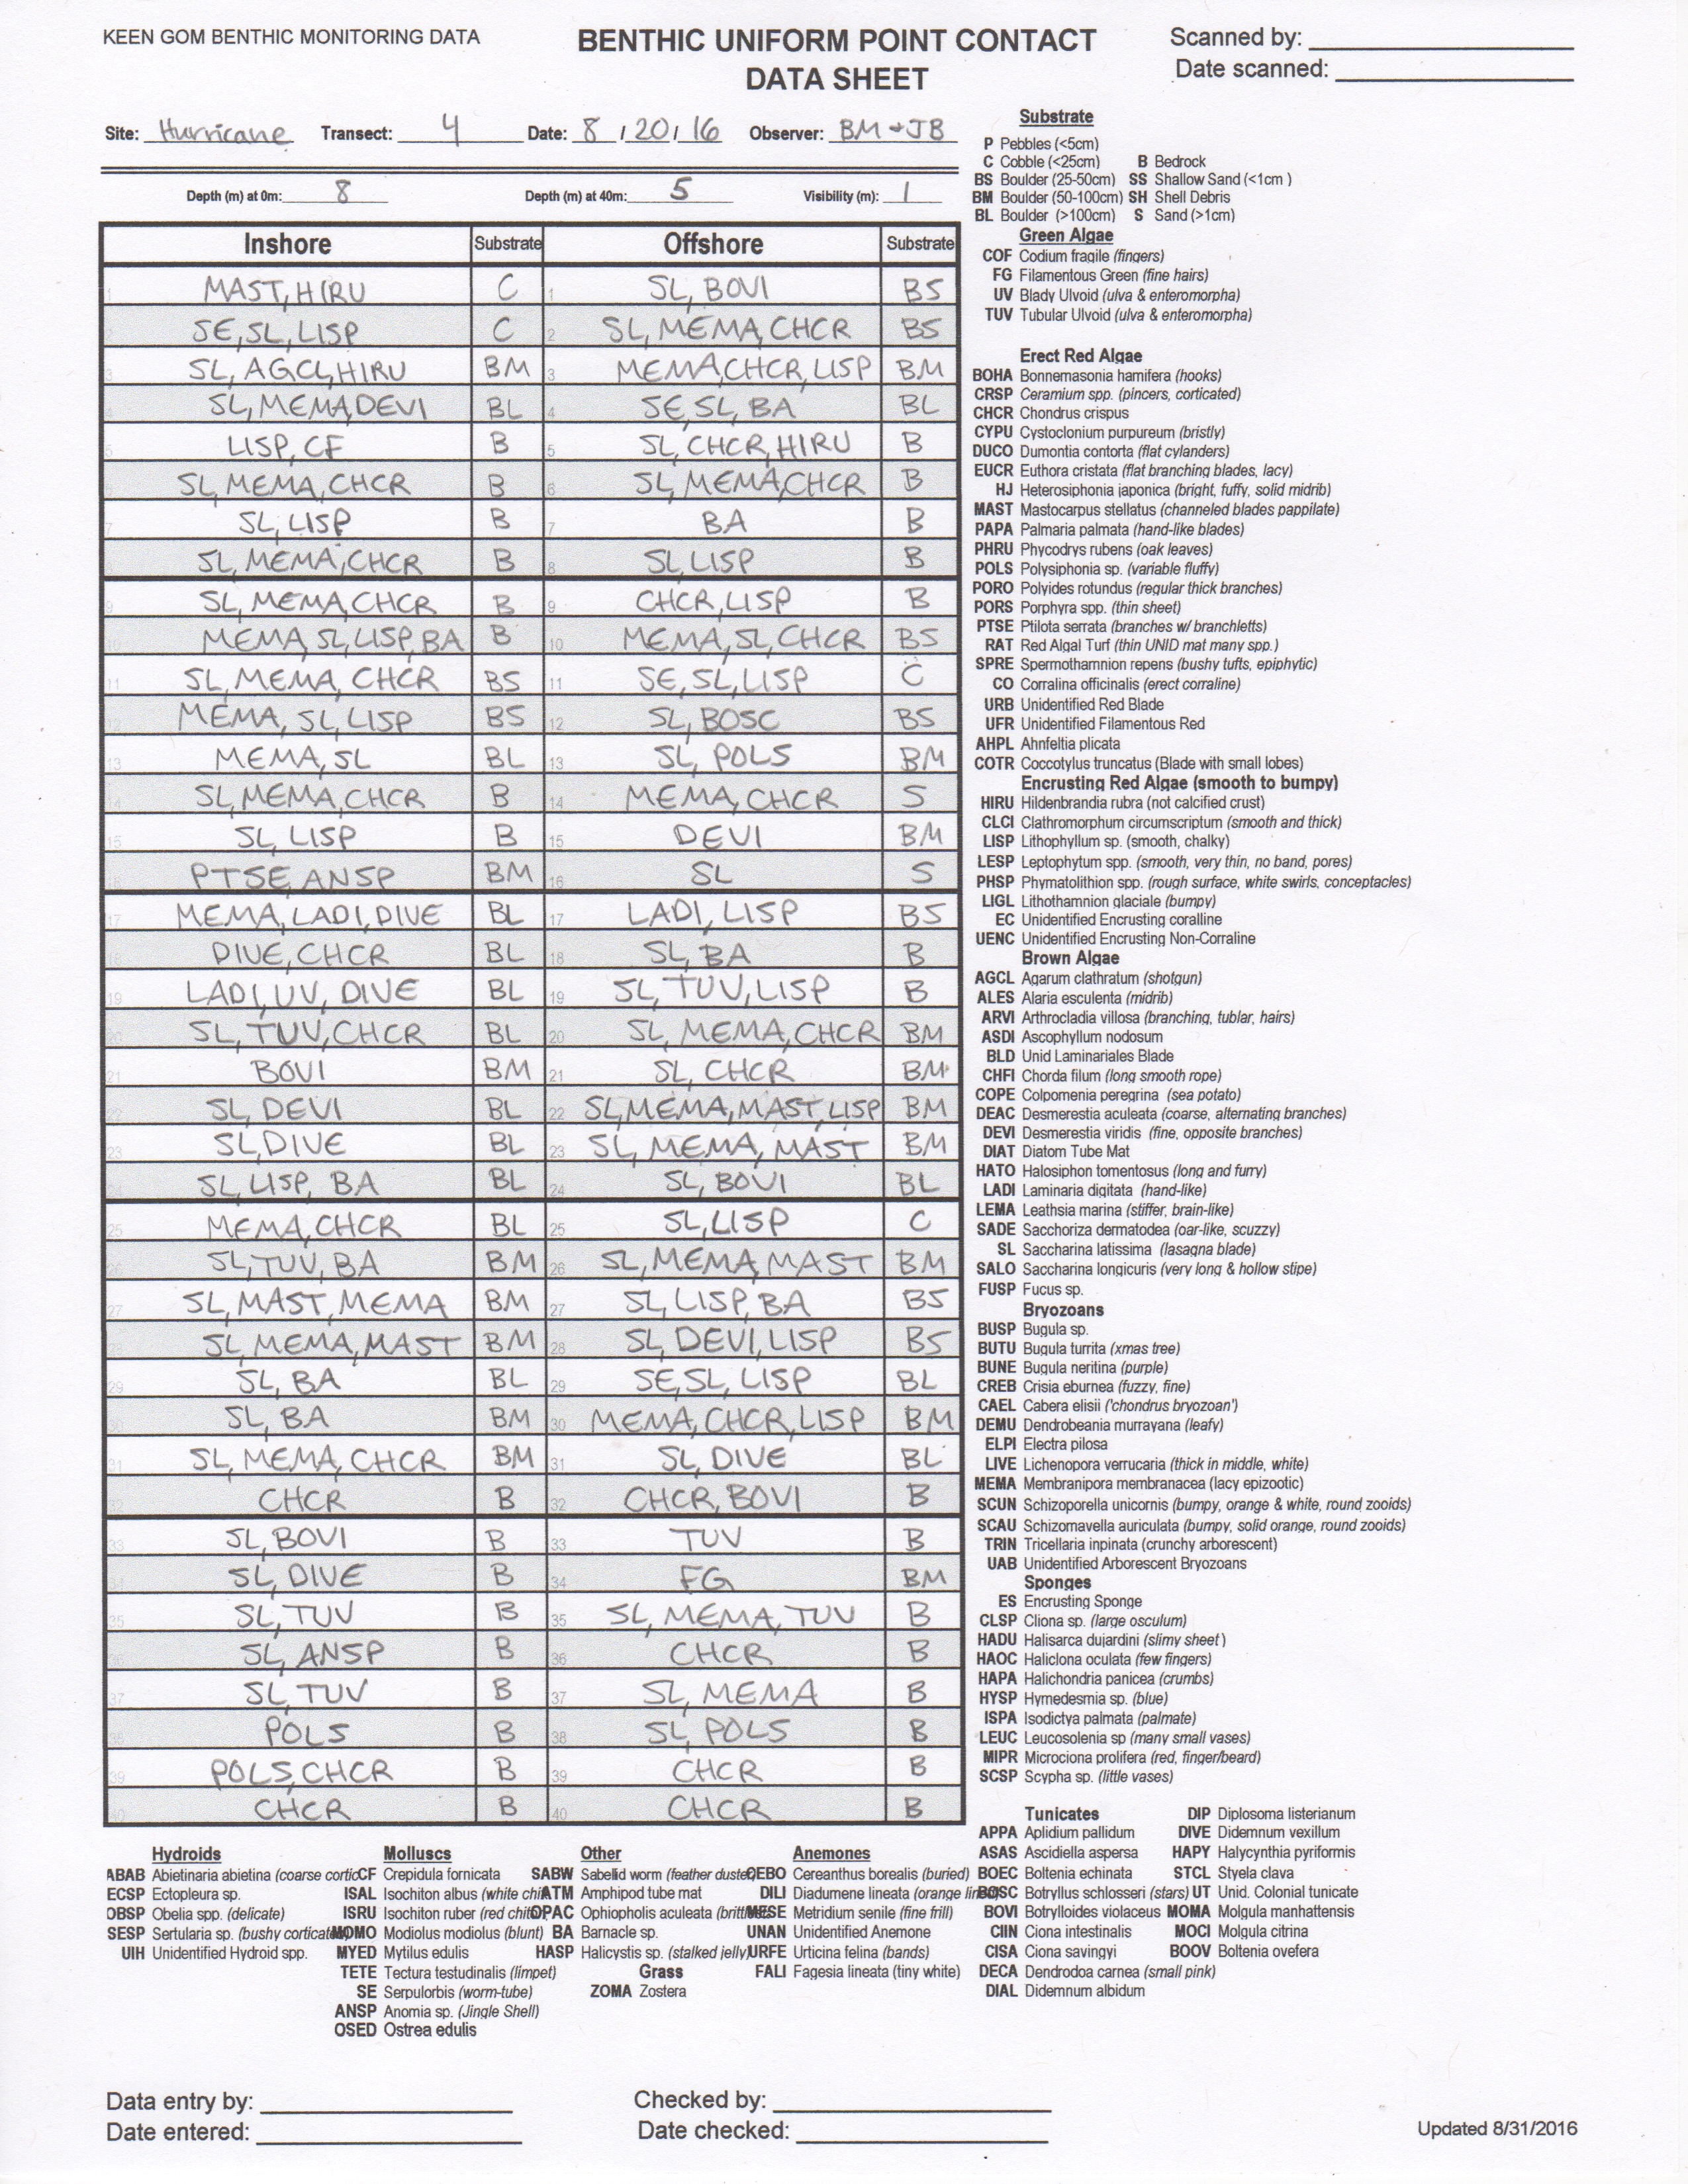 KEEN GOM BENTHIC MONITORING DATA
BENTHIC UNIFORM POINT CONTACT
DATA SHEET
Scanned by:
Date scanned:
Site: Hurricane Transect: 4 Date: 8 / 20 / 16 Observer: BM + JB
Depth (m) at 0m: 8 Depth (m) at 40m: 5 Visibility (m): 1
Inshore Substrate Offshore Substrate
1 MAST, HIRU C 1 SL, BOVI BS
2 SE, SL, LISP C 2 SL, MEMA, CHCR BS
3 SL, AGCL, HIRU BM 3 MEMA, CHCR, LISP BM
4 SL, MEMA, DEVI BL 4 SE, SL, BA BL
5 LISP, CF B 5 SL, CHCR, HIRU B
6 SL, MEMA, CHCR B 6 SL, MEMA, CHCR B
7 SL, LISP B 7 BA B
8 SL, MEMA, CHCR B 8 SL, LISP B
9 SL, MEMA, CHCR B 9 CHCR, LISP B
10 MEMA, SL, LISP, BA B 10 MEMA, SL, CHCR BS
11 SL, MEMA, CHCR BS 11 SE, SL, LISP C
12 MEMA, SL, LISP BS 12 SL, BOSC BS
13 MEMA, SL BL 13 SL, POLS BM
14 SL, MEMA, CHCR B 14 MEMA, CHCR S
15 SL, LISP B 15 DEVI BM
16 PTSE, ANSP BM 16 SL S
17 MEMA, LADI, DIVE BL 17 LADI, LISP BS
18 DIVE, CHCR BL 18 SL, BA B
19 LADI, UV, DIVE BL 19 SL, TUV, LISP B
20 SL, TUV, CHCR BL 20 SL, MEMA, CHCR BM
21 BOVI BM 21 SL, CHCR BM
22 SL, DEVI BL 22 SL, MEMA, MAST, LISP BM
23 SL, DIVE BL 23 SL, MEMA, MAST BM
24 SL, LISP, BA BL 24 SL, BOVI BL
25 MEMA, CHCR BL 25 SL, LISP C
26 SL, TUV, BA BM 26 SL, MEMA, MAST BM
27 SL, MAST, MEMA BM 27 SL, LISP, BA BS
28 SL, MEMA, MAST BM 28 SL, DEVI, LISP BS
29 SL, BA BL 29 SE, SL, LISP BL
30 SL, BA BM 30 MEMA, CHCR, LISP BM
31 SL, MEMA, CHCR BM 31 SL, DIVE BL
32 CHCR B 32 CHCR, BOVI B
33 SL, BOVI B 33 TUV B
34 SL, DIVE B 34 FG BM
35 SL, TUV B 35 SL, MEMA, TUV B
36 SL, ANSP B 36 CHCR B
37 SL, TUV B 37 SL, MEMA B
38 POLS B 38 SL, POLS B
39 POLS, CHCR B 39 CHCR B
40 CHCR B 40 CHCR B
Substrate
P Pebbles (<5cm)
C Cobble (<25cm) B Bedrock
BS Boulder (25-50cm) SS Shallow Sand (<1cm )
BM Boulder (50-100cm) SH Shell Debris
BL Boulder (>100cm) S Sand (>1cm)
Green Algae
COF Codium fragile (fingers)
FG Filamentous Green (fine hairs)
UV Blady Ulvoid (ulva & enteromorpha)
TUV Tubular Ulvoid (ulva & enteromorpha)
Erect Red Algae
BOHA Bonnemasonia hamifera (hooks)
CRSP Ceramium spp. (pincers, corticated)
CHCR Chondrus crispus
CYPU Cystoclonium purpureum (bristly)
DUCO Dumontia contorta (flat cylanders)
EUCR Euthora cristata (flat branching blades, lacy)
HJ Heterosiphonia japonica (bright, fuffy, solid midrib)
MAST Mastocarpus stellatus (channeled blades pappilate)
PAPA Palmaria palmata (hand-like blades)
PHRU Phycodrys rubens (oak leaves)
POLS Polysiphonia sp. (variable fluffy)
PORO Polyides rotundus (regular thick branches)
PORS Porphyra spp. (thin sheet)
PTSE Ptilota serrata (branches w/ branchletts)
RAT Red Algal Turf (thin UNID mat many spp.)
SPRE Spermothamnion repens (bushy tufts, epiphytic)
CO Corralina officinalis (erect corraline)
URB Unidentified Red Blade
UFR Unidentified Filamentous Red
AHPL Ahnfeltia plicata
COTR Coccotylus truncatus (Blade with small lobes)
Encrusting Red Algae (smooth to bumpy)
HIRU Hildenbrandia rubra (not calcified crust)
CLCI Clathromorphum circumscriptum (smooth and thick)
LISP Lithophyllum sp. (smooth, chalky)
LESP Leptophytum spp. (smooth, very thin, no band, pores)
PHSP Phymatolithion spp. (rough surface, white swirls, conceptacles)
LIGL Lithothamnion glaciale (bumpy)
EC Unidentified Encrusting coralline
UENC Unidentified Encrusting Non-Corraline
Brown Algae
AGCL Agarum clathratum (shotgun)
ALES Alaria esculenta (midrib)
ARVI Arthrocladia villosa (branching, tublar, hairs)
ASDI Ascophyllum nodosum
BLD Unid Laminariales Blade
CHFI Chorda filum (long smooth rope)
COPE Colpomenia peregrina (sea potato)
DEAC Desmerestia aculeata (coarse, alternating branches)
DEVI Desmerestia viridis (fine, opposite branches)
DIAT Diatom Tube Mat
HATO Halosiphon tomentosus (long and furry)
LADI Laminaria digitata (hand-like)
LEMA Leathsia marina (stiffer, brain-like)
SADE Sacchoriza dermatodea (oar-like, scuzzy)
SL Saccharina latissima (lasagna blade)
SALO Saccharina longicuris (very long & hollow stipe)
FUSP Fucus sp.
Bryozoans
BUSP Bugula sp.
BUTU Bugula turrita (xmas tree)
BUNE Bugula neritina (purple)
CREB Crisia eburnea (fuzzy, fine)
CAEL Cabera elisii ('chondrus bryozoan')
DEMU Dendrobeania murrayana (leafy)
ELPI Electra pilosa
LIVE Lichenopora verrucaria (thick in middle, white)
MEMA Membranipora membranacea (lacy epizootic)
SCUN Schizoporella unicornis (bumpy, orange & white, round zooids)
SCAU Schizomavella auriculata (bumpy, solid orange, round zooids)
TRIN Tricellaria inpinata (crunchy arborescent)
UAB Unidentified Arborescent Bryozoans
Sponges
ES Encrusting Sponge
CLSP Cliona sp. (large osculum)
HADU Halisarca dujardini (slimy sheet)
HAOC Haliclona oculata (few fingers)
HAPA Halichondria panicea (crumbs)
HYSP Hymedesmia sp. (blue)
ISPA Isodictya palmata (palmate)
LEUC Leucosolenia sp (many small vases)
MIPR Microciona prolifera (red, finger/beard)
SCSP Scypha sp. (little vases)
Tunicates DIP Diplosoma listerianum
APPA Aplidium pallidum DIVE Didemnum vexillum
ASAS Ascidiella aspersa HAPY Halycynthia pyriformis
BOEC Boltenia echinata STCL Styela clava
BOSC Botryllus schlosseri (stars) UT Unid. Colonial tunicate
BOVI Botrylloides violaceus MOMA Molgula manhattensis
CIIN Ciona intestinalis MOCI Molgula citrina
CISA Ciona savingyi BOOV Boltenia ovefera
DECA Dendrodoa carnea (small pink)
DIAL Didemnum albidum
Hydroids
ABAB Abietinaria abietina (coarse cortic
ECSP Ectopleura sp.
OBSP Obelia spp. (delicate)
SESP Sertularia sp. (bushy corticate
UIH Unidentified Hydroid spp.
Molluscs
CF Crepidula fornicata
ISAL Isochiton albus (white chi
ISRU Isochiton ruber (red chit
MOMO Modiolus modiolus (blunt)
MYED Mytilus edulis
TETE Tectura testudinalis (limpet)
SE Serpulorbis (worm-tube)
ANSP Anomia sp. (Jingle Shell)
OSED Ostrea edulis
Other
SABW Sabellid worm (feather duste
ATM Amphipod tube mat
OPAC Ophiopholis aculeata (britt
BA Barnacle sp.
HASP Halicystis sp. (stalked jelly)
Grass
ZOMA Zostera
Anemones
CEBO Cereanthus borealis (buried)
DILI Diadumene lineata (orange lin
MESE Metridium senile (fine frill)
UNAN Unidentified Anemone
URFE Urticina felina (bands)
FALI Fagesia lineata (tiny white)
Data entry by: Checked by:
Date entered: Date checked:
Updated 8/31/2016